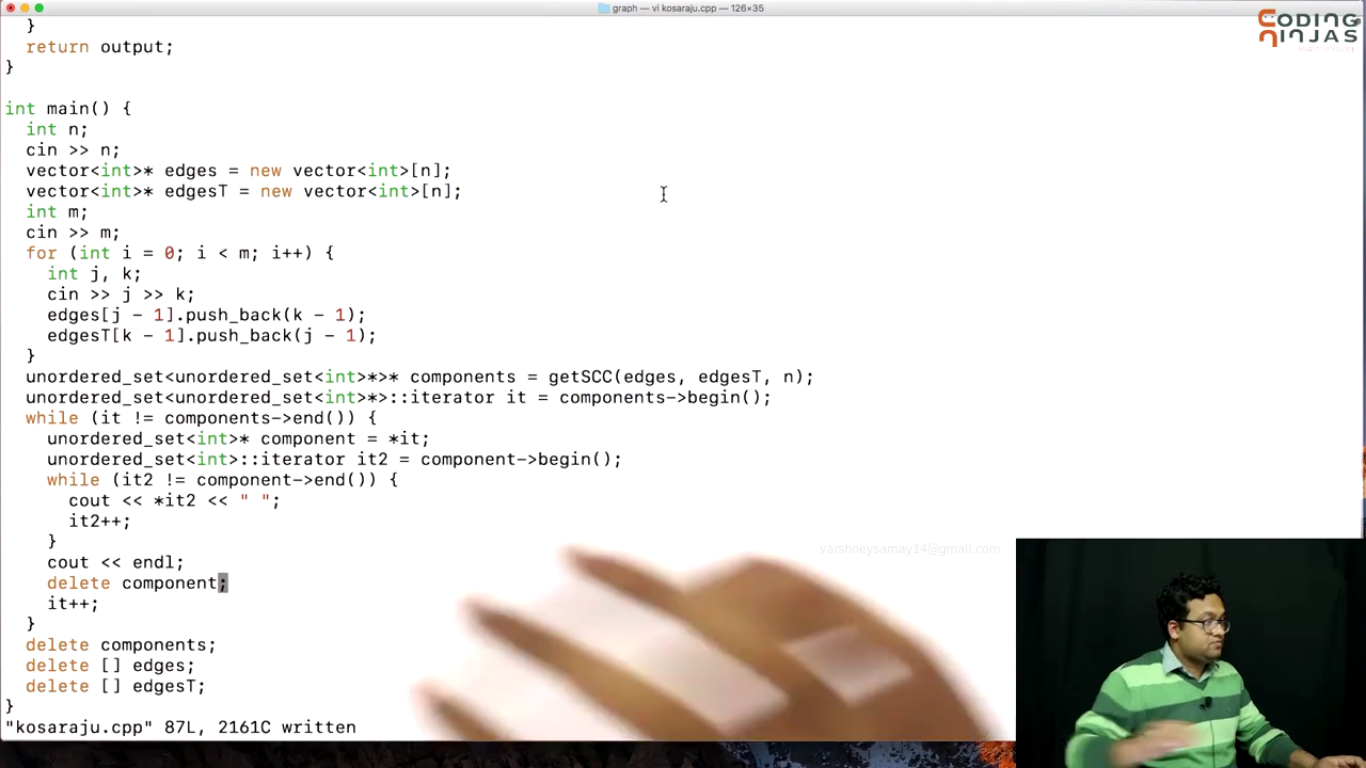 graph — vi kosaraju.cpp — 126×35
CODING
NINJAS
}
return output;
}
int main() {
int n;
cin >> n;
vector<int>* edges = new vector<int>[n];
vector<int>* edgesT = new vector<int>[n];
int m;
cin >> m;
for (int i = 0; i < m; i++) {
int j, k;
cin >> j >> k;
edges[j - 1].push_back(k - 1);
edgesT[k - 1].push_back(j - 1);
}
unordered_set<unordered_set<int>*>* components = getSCC(edges, edgesT, n);
unordered_set<unordered_set<int>*>::iterator it = components->begin();
while (it != components->end()) {
unordered_set<int>* component = *it;
unordered_set<int>::iterator it2 = component->begin();
while (it2 != component->end()) {
cout << *it2 << " ";
it2++;
}
cout << endl;
delete component;
it++;
}
delete components;
delete [] edges;
delete [] edgesT;
}
"kosaraju.cpp" 87L, 2161C written
varshneysamay14@gmail.com